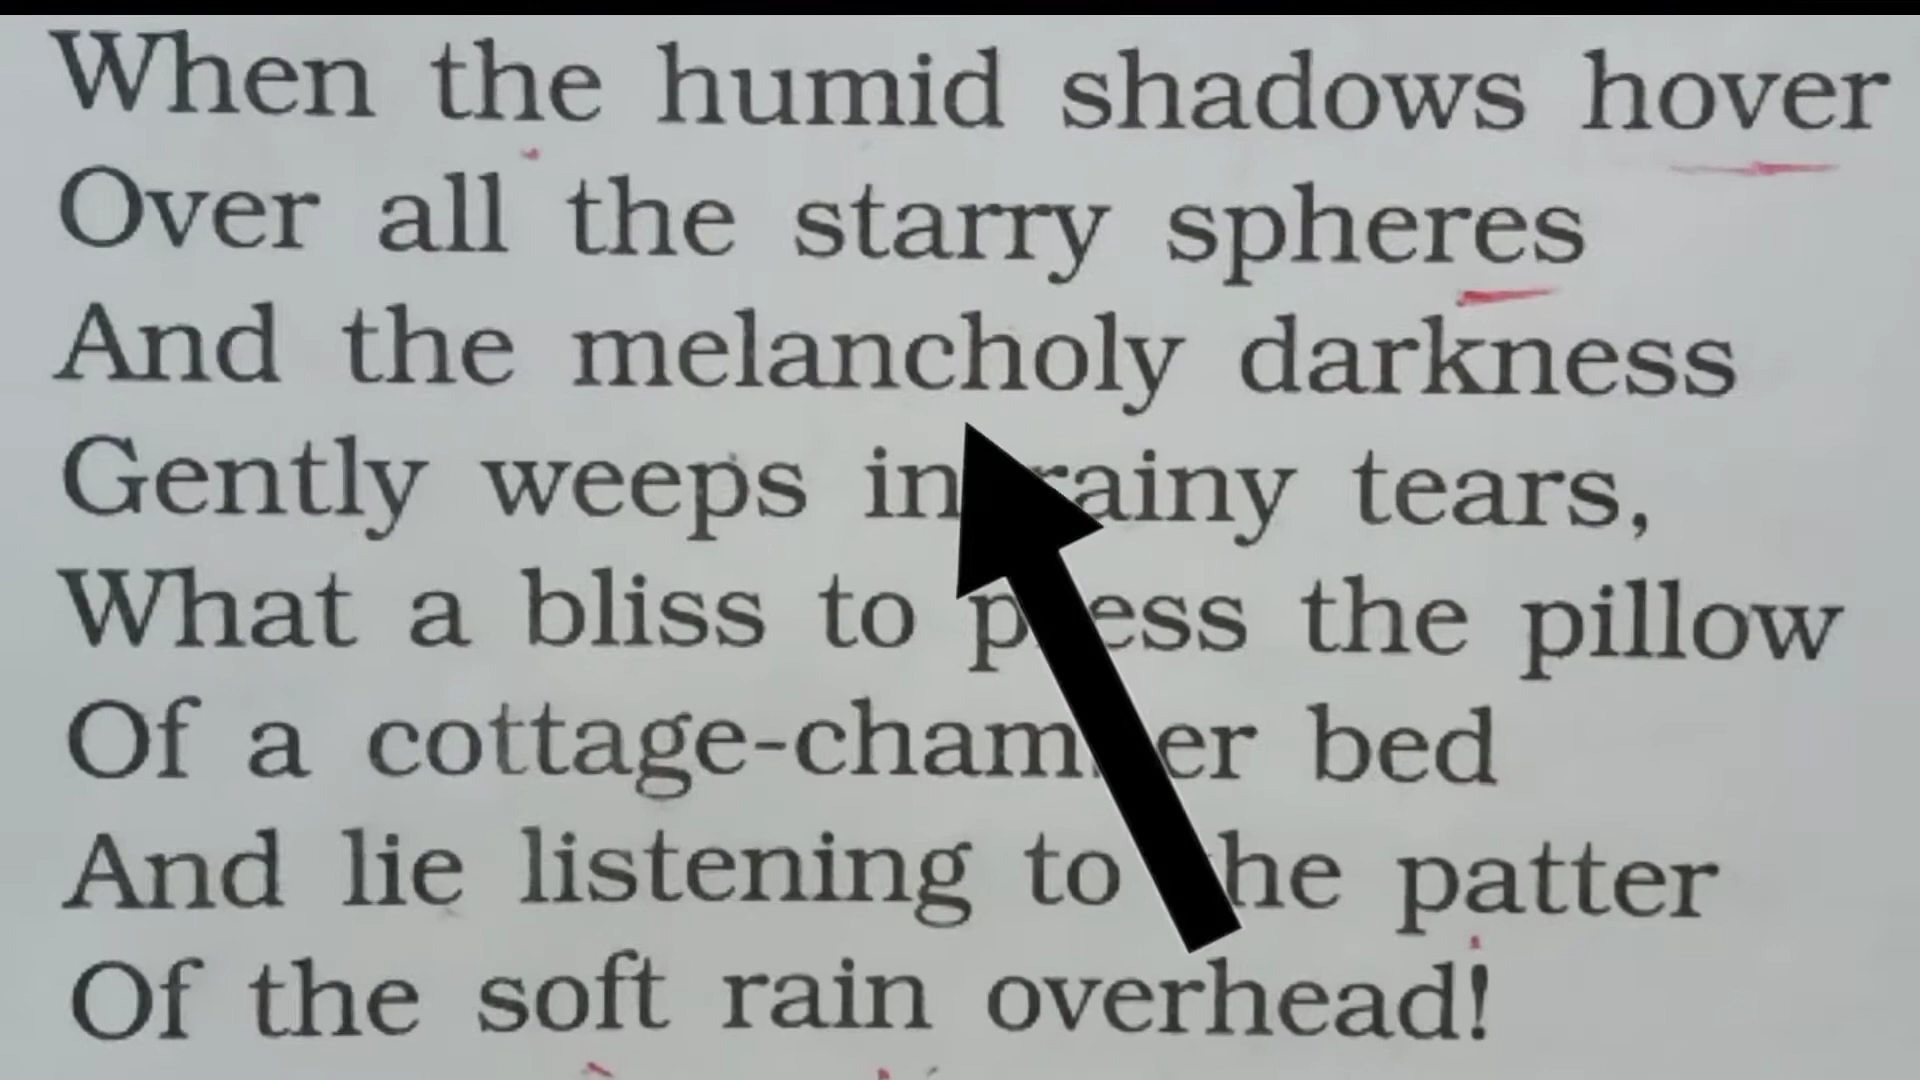 When the humid shadows hover
Over all the starry spheres
And the melancholy darkness
Gently weeps in rainy tears,
What a bliss to press the pillow
Of a cottage-chamber bed
And lie listening to the patter
Of the soft rain overhead!